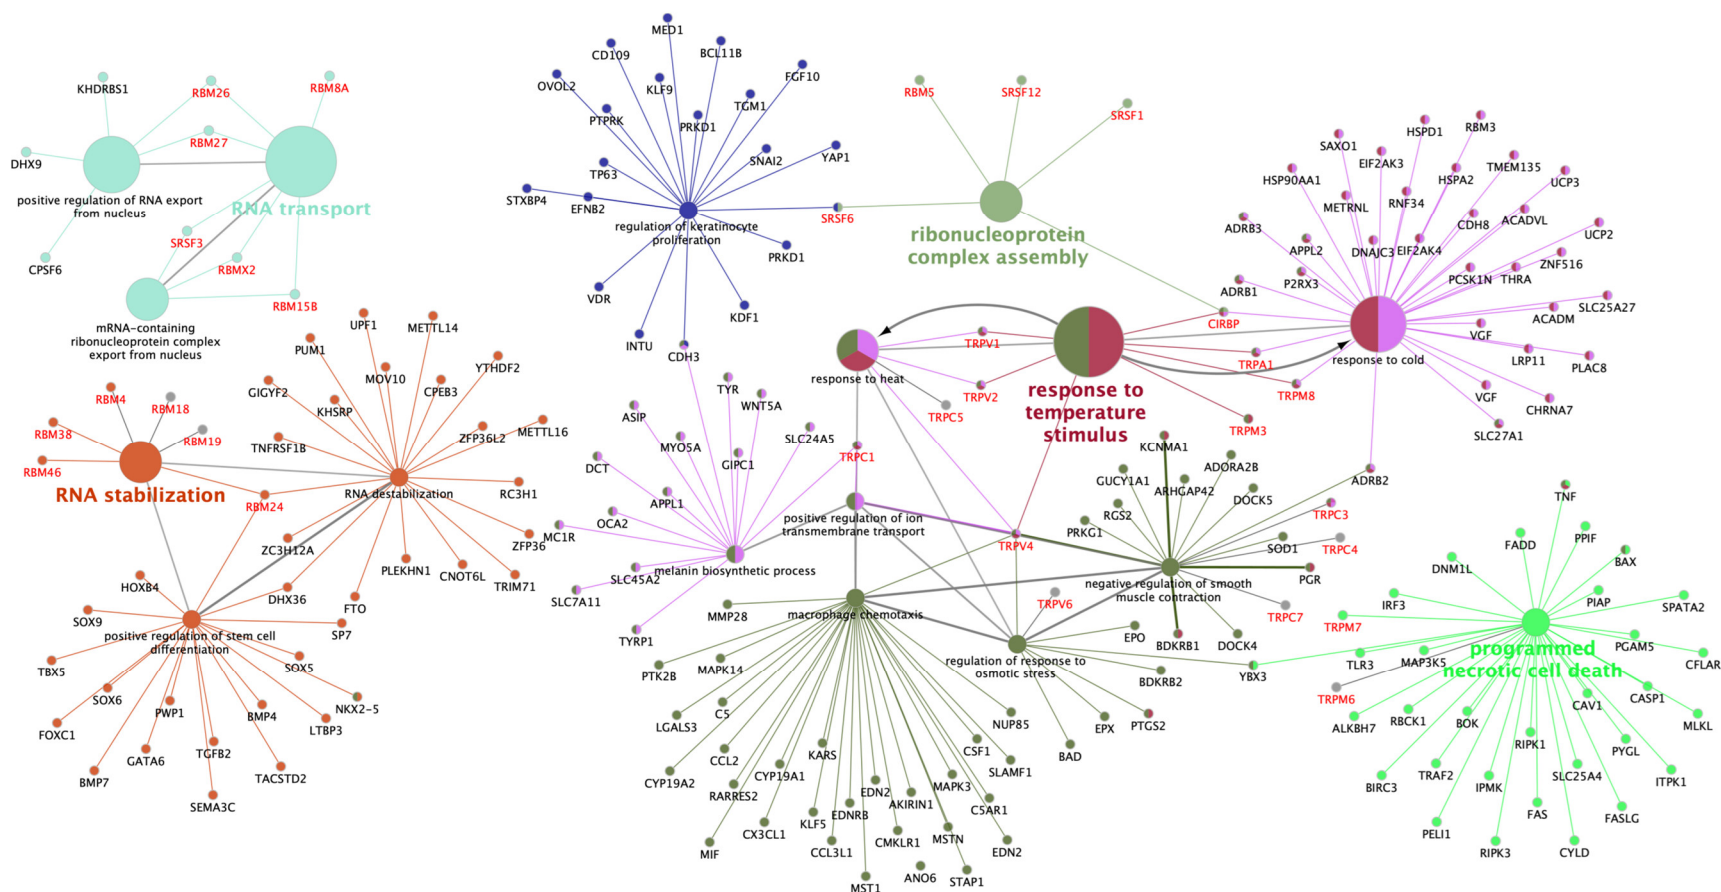 KHDRBS1
RBM26
RBM8A
RBM27
DHX9
positive regulation of RNA export
from nucleus
RNA transport
SRSF3
RBMX2
CPSF6
RBM15B
mRNA-containing
ribonucleoprotein complex
export from nucleus
MED1
CD109
BCL11B
OVOL2
KLF9
FGF10
TGM1
PTPRK
PRKD1
SNAI2
YAP1
TP63
STXBP4
EFNB2
SRSF6
regulation of keratinocyte
proliferation
PRKD1
VDR
KDF1
INTU
CDH3
RBM5
SRSF12
SRSF1
ribonucleoprotein
complex assembly
CIRBP
HSPD1
RBM3
SAXO1
EIF2AK3
TMEM135
HSP90AA1
HSPA2
UCP3
METRNL
RNF34
ACADVL
CDH8
ADRB3
UCP2
APPL2
DNAJC3
EIF2AK4
ZNF516
PCSK1N
THRA
P2RX3
ADRB1
SLC25A27
ACADM
VGF
response to cold
LRP11
PLAC8
VGF
CHRNA7
SLC27A1
ADRB2
response to heat
TRPV1
TRPV2
TRPC5
TRPA1
TRPM8
TRPM3
response to
temperature
stimulus
UPF1
METTL14
PUM1
YTHDF2
MOV10
GIGYF2
CPEB3
KHSRP
METTL16
ZFP36L2
TNFRSF1B
RBM4
RBM18
RBM38
RBM19
RBM46
RNA stabilization
RBM24
RNA destabilization
RC3H1
ZC3H12A
ZFP36
PLEKHN1
CNOT6L
TRIM71
DHX36
FTO
HOXB4
SOX9
positive regulation of stem cell
differentiation
SP7
TBX5
SOX5
SOX6
NKX2-5
PWP1
BMP4
LTBP3
FOXC1
TGFB2
GATA6
BMP7
TACSTD2
SEMA3C
TYR
WNT5A
ASIP
SLC24A5
MYO5A
GIPC1
TRPC1
DCT
APPL1
OCA2
MC1R
positive regulation of ion
transmembrane transport
melanin biosynthetic process
SLC45A2
SLC7A11
TYRP1
TRPV4
KCNMA1
ADORA2B
GUCY1A1
ARHGAP42
DOCK5
RGS2
PRKG1
TRPC3
SOD1
TRPC4
negative regulation of smooth
muscle contraction
PGR
TRPC7
BDKRB1
DOCK4
MMP28
macrophage chemotaxis
TRPV6
regulation of response to
osmotic stress
EPO
BDKRB2
YBX3
PTGS2
EPX
BAD
MAPK14
PTK2B
C5
LGALS3
NUP85
CCL2
KARS
CSF1
SLAMF1
CYP19A2
CYP19A1
RARRES2
MAPK3
EDN2
AKIRIN1
C5AR1
EDNRB
KLF5
CX3CL1
CMKLR1
MSTN
EDN2
MIF
CCL3L1
ANO6
STAP1
MST1
TNF
FADD
PPIF
DNM1L
BAX
IRF3
PIAP
SPATA2
TRPM7
PGAM5
TLR3
MAP3K5
CFLAR
programmed
necrotic cell death
TRPM6
CASP1
ALKBH7
RBCK1
BOK
CAV1
MLKL
RIPK1
PYGL
TRAF2
SLC25A4
ITPK1
BIRC3
IPMK
FAS
FASLG
PELI1
RIPK3
CYLD